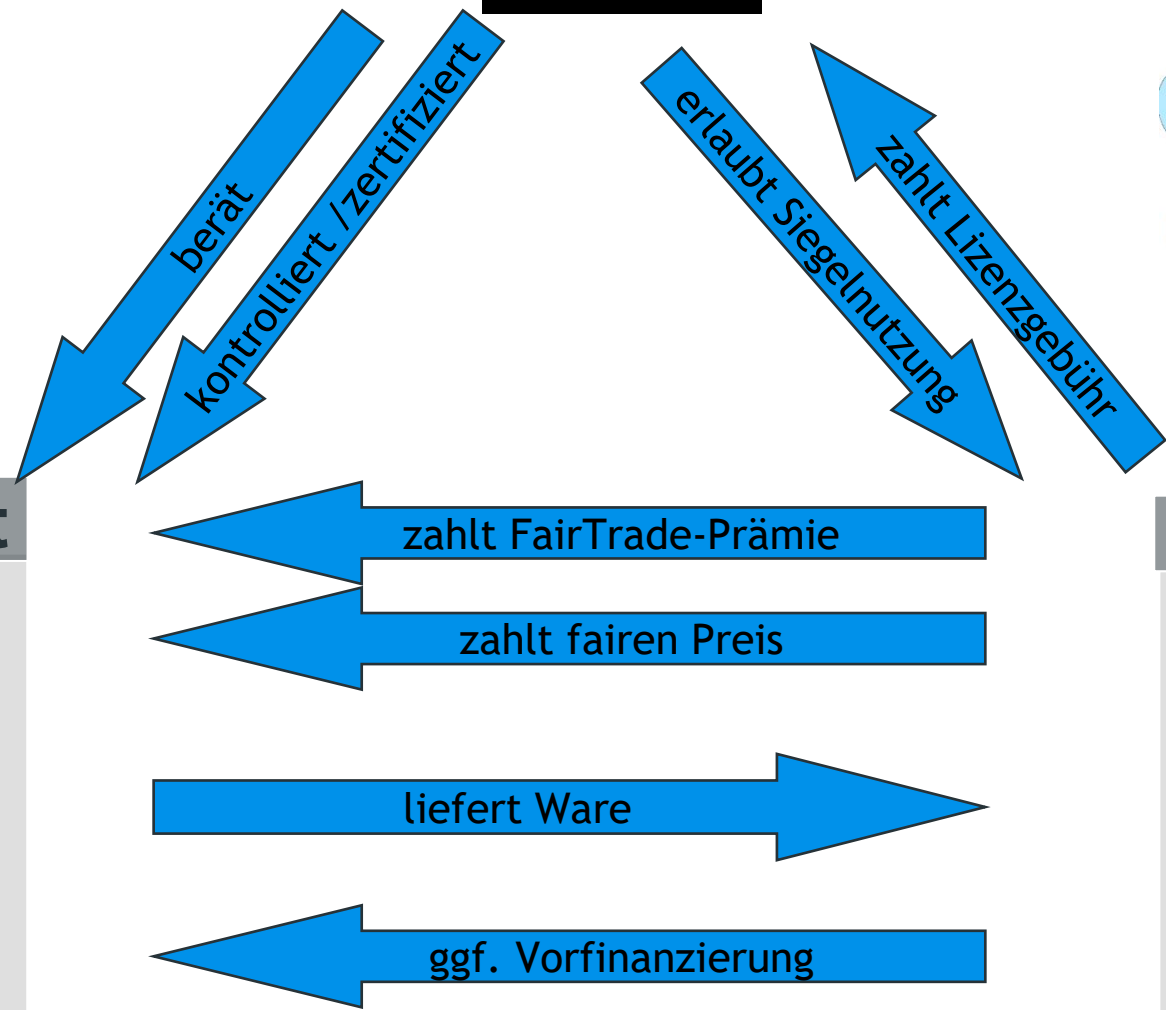 berät
kontrolliert /zertifiziert
erlaubt Siegelnutzung
zahlt Lizenzgebühr
t
zahlt FairTrade-Prämie
zahlt fairen Preis
liefert Ware
ggf. Vorfinanzierung